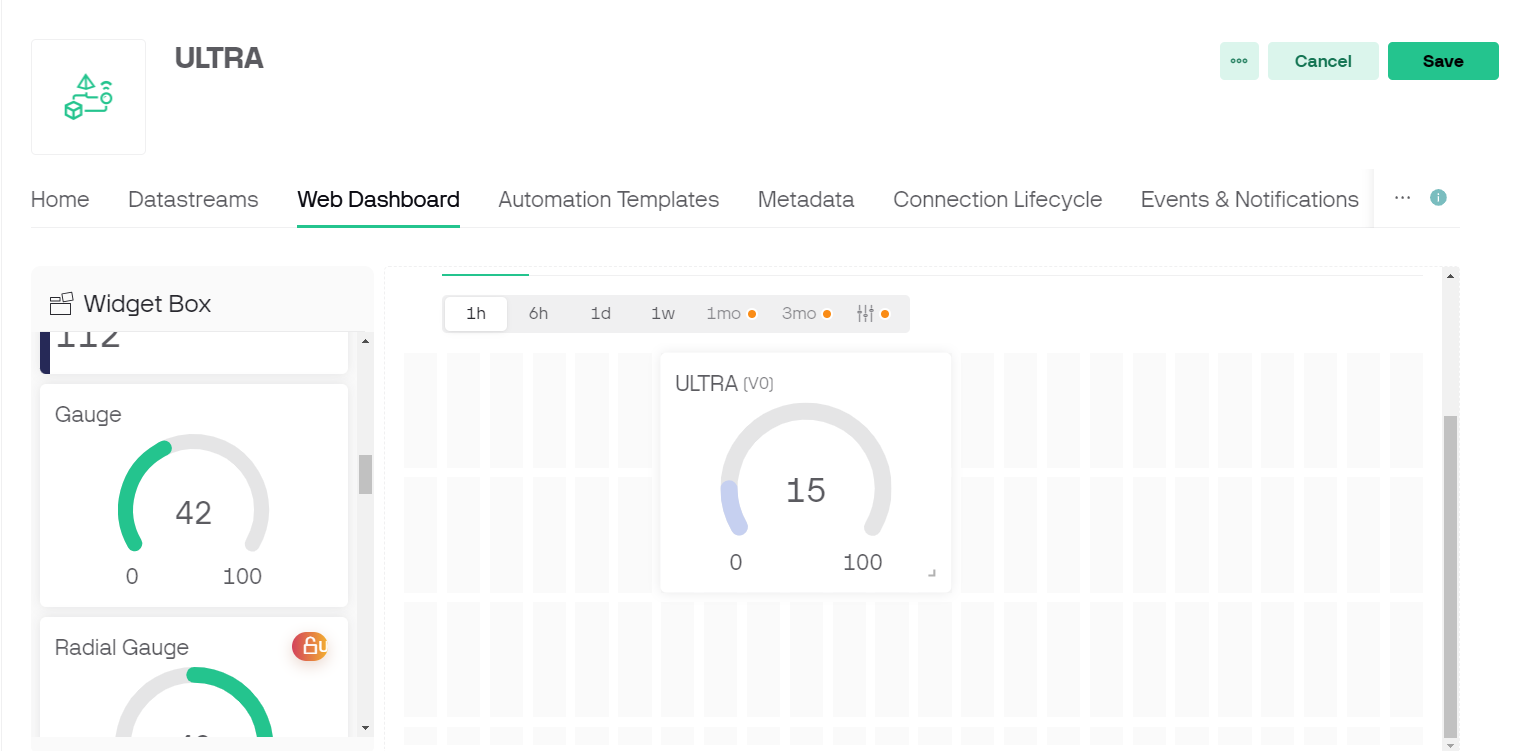 ULTRA
Cancel
Save
Home Datastreams Web Dashboard Automation Templates Metadata Connection Lifecycle Events & Notifications ...
Widget Box
112
Gauge
42
0 100
Radial Gauge
1h 6h 1d 1w 1mo 3mo
ULTRA (V0)
15
0 100